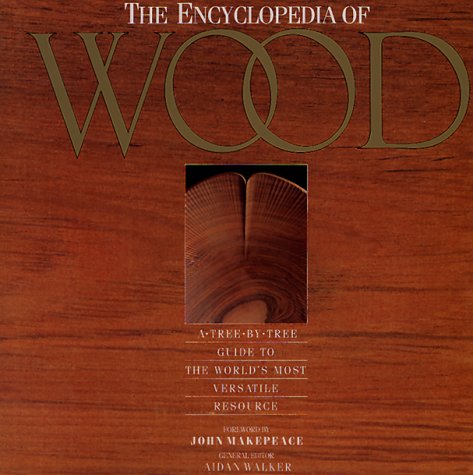 THE ENCYCLOPEDIA OF
WOOD
A·TREE·BY·TREE
GUIDE TO
THE WORLD'S MOST
VERSATILE
RESOURCE
FOREWORD BY
JOHN MAKEPEACE
GENERAL EDITOR
AIDAN WALKER